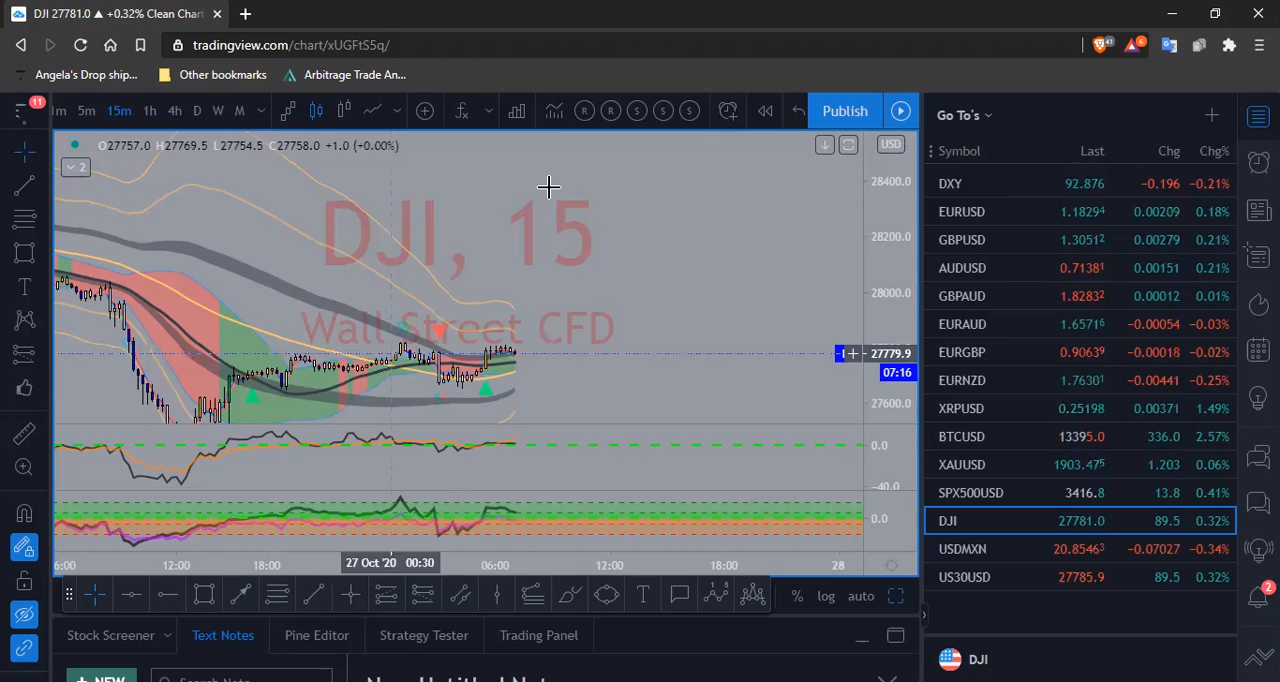 DJI 27781.0 ▲ +0.32% Clean Chart
tradingview.com/chart/xUGFtS5q/
41
6
Angela's Drop ship...
Other bookmarks
Arbitrage Trade An...
11
5m 15m 1h 4h D W M
R R S S S
Publish
O27757.0 H27769.5 L27754.5 C27758.0 +1.0 (+0.00%)
2
USD
DJI, 15
Wall Street CFD
28400.0
28200.0
28000.0
27779.9
07:16
27600.0
0.0
−40.0
0.0
6:00 12:00 18:00 27 Oct '20 00:30 06:00 12:00 18:00 28
% log auto
Stock Screener Text Notes Pine Editor Strategy Tester Trading Panel
NEW
Search Note
New Untitled Not
Go To's
Symbol Last Chg Chg%
DXY 92.876 −0.196 −0.21%
EURUSD 1.18294 0.00209 0.18%
GBPUSD 1.30512 0.00279 0.21%
AUDUSD 0.71381 0.00151 0.21%
GBPAUD 1.82832 0.00012 0.01%
EURAUD 1.65716 −0.00054 −0.03%
EURGBP 0.90639 −0.00018 −0.02%
EURNZD 1.76301 −0.00441 −0.25%
XRPUSD 0.25198 0.00371 1.49%
BTCUSD 13395.0 336.0 2.57%
XAUUSD 1903.475 1.203 0.06%
SPX500USD 3416.8 13.8 0.41%
DJI 27781.0 89.5 0.32%
USDMXN 20.85463 −0.07027 −0.34%
US30USD 27785.9 89.5 0.32%
DJI
2